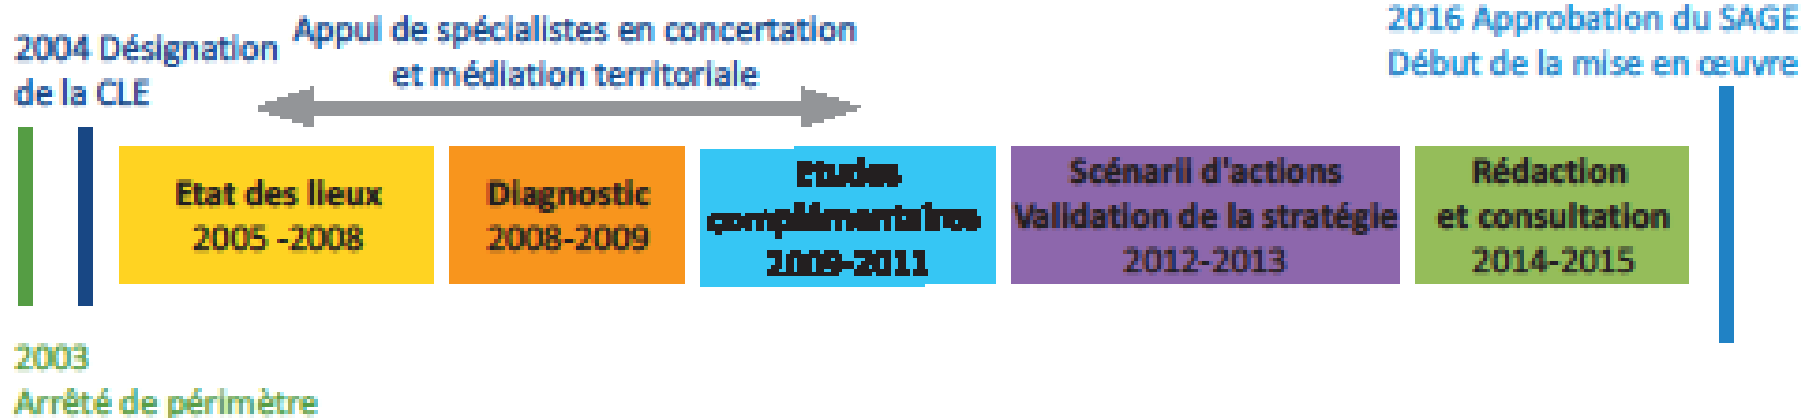 2004 Désignation
de la CLE
Appui de spécialistes en concertation
et médiation territoriale
2016 Approbation du SAGE
Début de la mise en œuvre
Etat des lieux
2005 -2008
Diagnostic
2008-2009
Etudes
complémentaires
2009-2011
Scénarii d'actions
Validation de la stratégie
2012-2013
Rédaction
et consultation
2014-2015
2003
Arrêté de périmètre